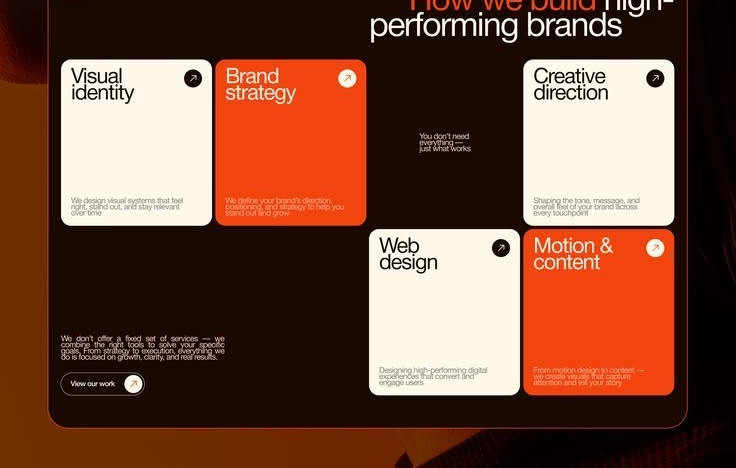 How we build high-
performing brands
Visual
identity
We design visual systems that feel
right, stand out, and stay relevant
over time
Brand
strategy
We define your brand's direction,
positioning, and strategy to help you
stand out and grow
You don't need
everything —
just what works
Creative
direction
Shaping the tone, message, and
overall feel of your brand across
every touchpoint
Web
design
Designing high-performing digital
experiences that convert and
engage users
Motion &
content
From motion design to content —
we create visuals that capture
attention and tell your story
We don't offer a fixed set of services — we
combine the right tools to solve your specific
goals. From strategy to execution, everything we
do is focused on growth, clarity, and real results.
View our work